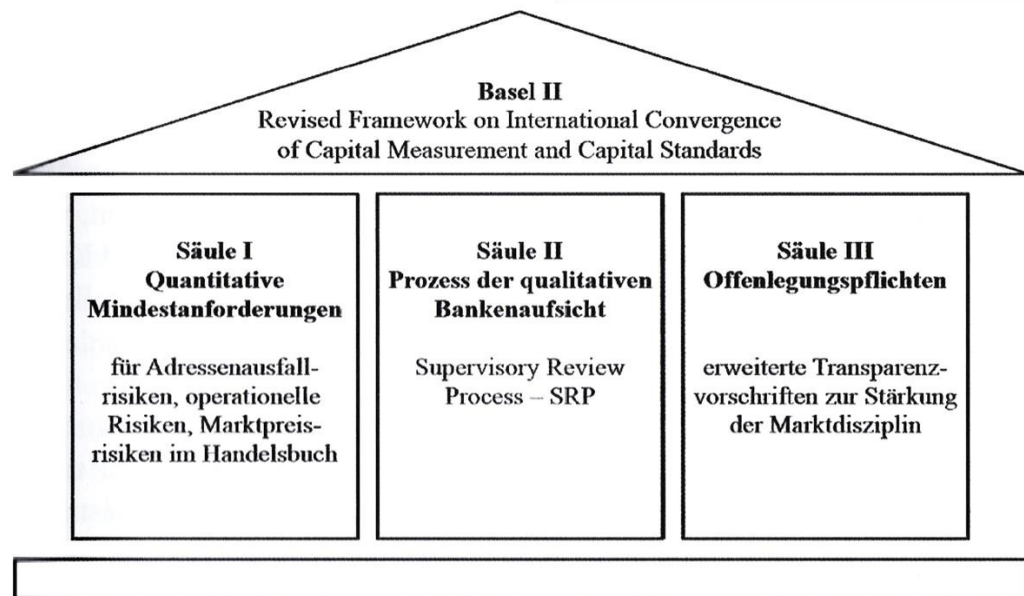 Basel II
Revised Framework on International Convergence
of Capital Measurement and Capital Standards
Säule I
Quantitative
Mindestanforderungen
für Adressenausfall-
risiken, operationelle
Risiken, Marktpreis-
risiken im Handelsbuch
Säule II
Prozess der qualitativen
Bankenaufsicht
Supervisory Review
Process – SRP
Säule III
Offenlegungspflichten
erweiterte Transparenz-
vorschriften zur Stärkung
der Marktdisziplin